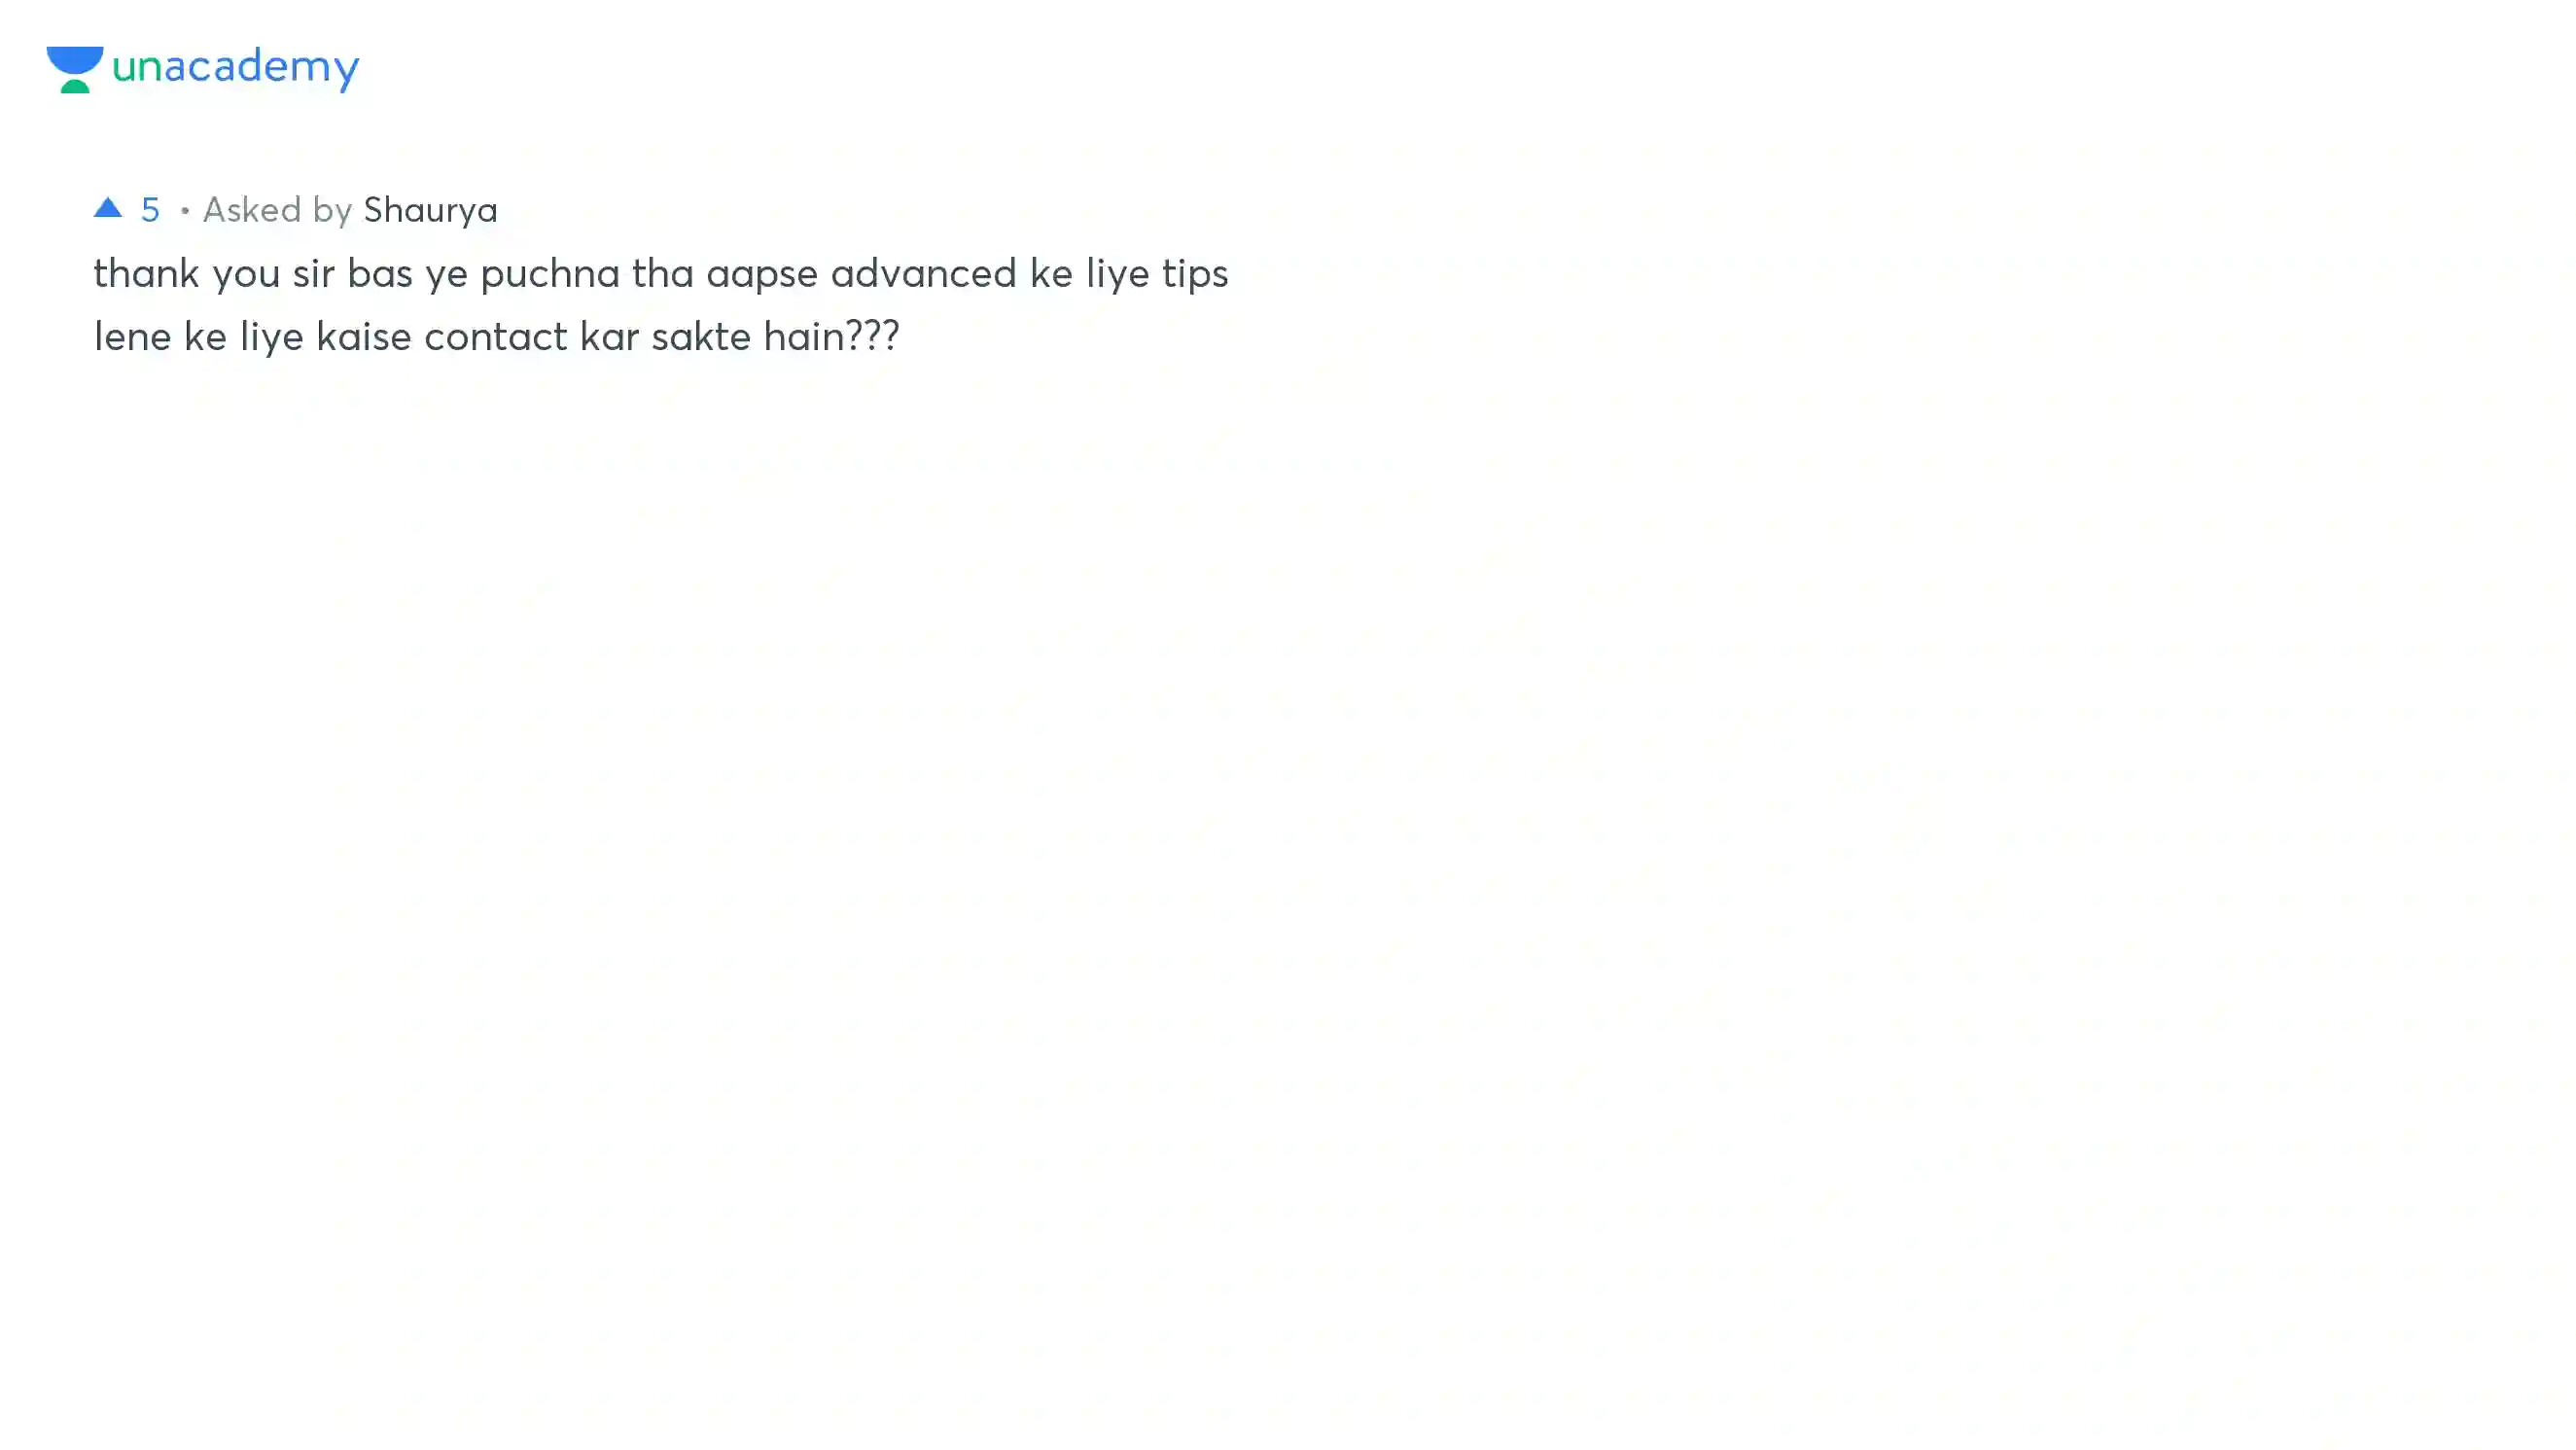 unacademy
▲ 5 • Asked by Shaurya
thank you sir bas ye puchna tha aapse advanced ke liye tips
lene ke liye kaise contact kar sakte hain???